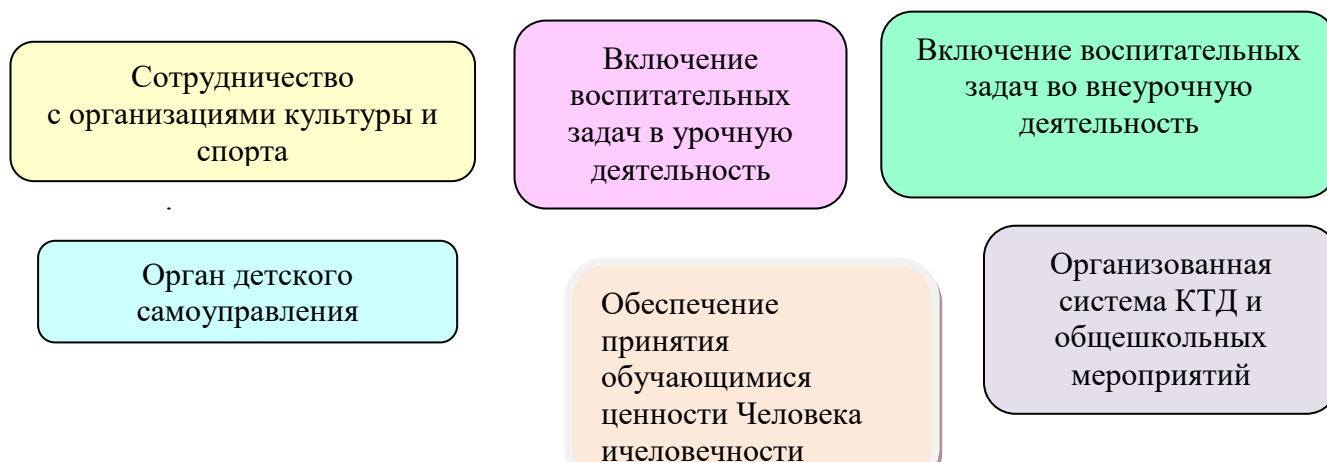 Сотрудничество
с организациями культуры и
спорта
Включение
воспитательных
задач в урочную
деятельность
Включение воспитательных
задач во внеурочную
деятельность
.
Орган детского
самоуправления
Обеспечение
принятия
обучающимися
ценности Человека
ичеловечности
Организованная
система КТД и
общешкольных
мероприятий